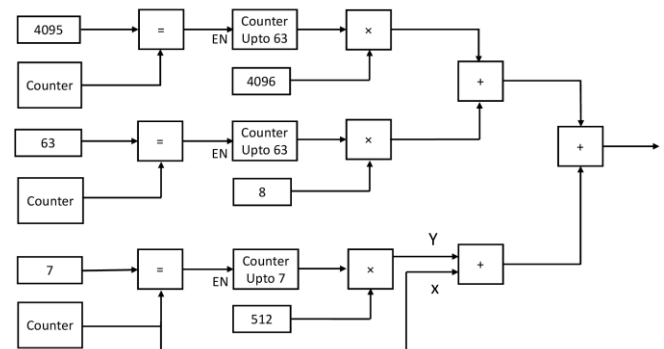 4095
=
EN
Counter
Upto 63
×
Counter
4096
+
63
=
EN
Counter
Upto 63
×
+
Counter
8
7
=
EN
Counter
Upto 7
×
Y
+
x
Counter
512